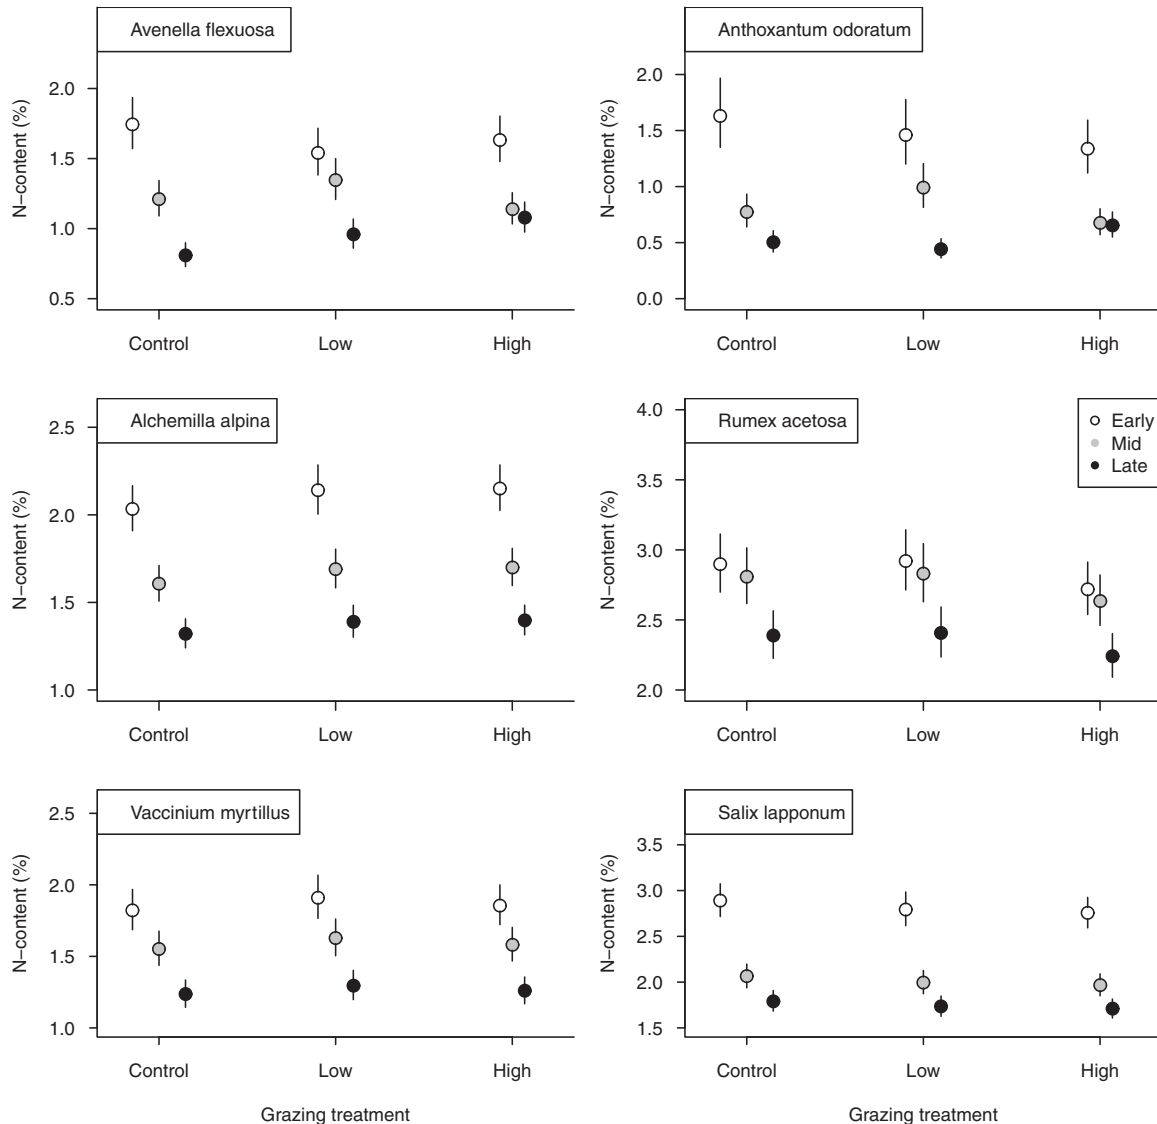 Avenella flexuosa
N−content (%)
2.0
1.5
1.0
0.5
Control Low High
Anthoxantum odoratum
N−content (%)
2.0
1.5
1.0
0.5
0.0
Control Low High
Alchemilla alpina
N−content (%)
2.5
2.0
1.5
1.0
Control Low High
Rumex acetosa
Early
Mid
Late
N−content (%)
4.0
3.5
3.0
2.5
2.0
Control Low High
Vaccinium myrtillus
N−content (%)
2.5
2.0
1.5
1.0
Control Low High
Grazing treatment
Salix lapponum
N−content (%)
3.5
3.0
2.5
2.0
1.5
Control Low High
Grazing treatment